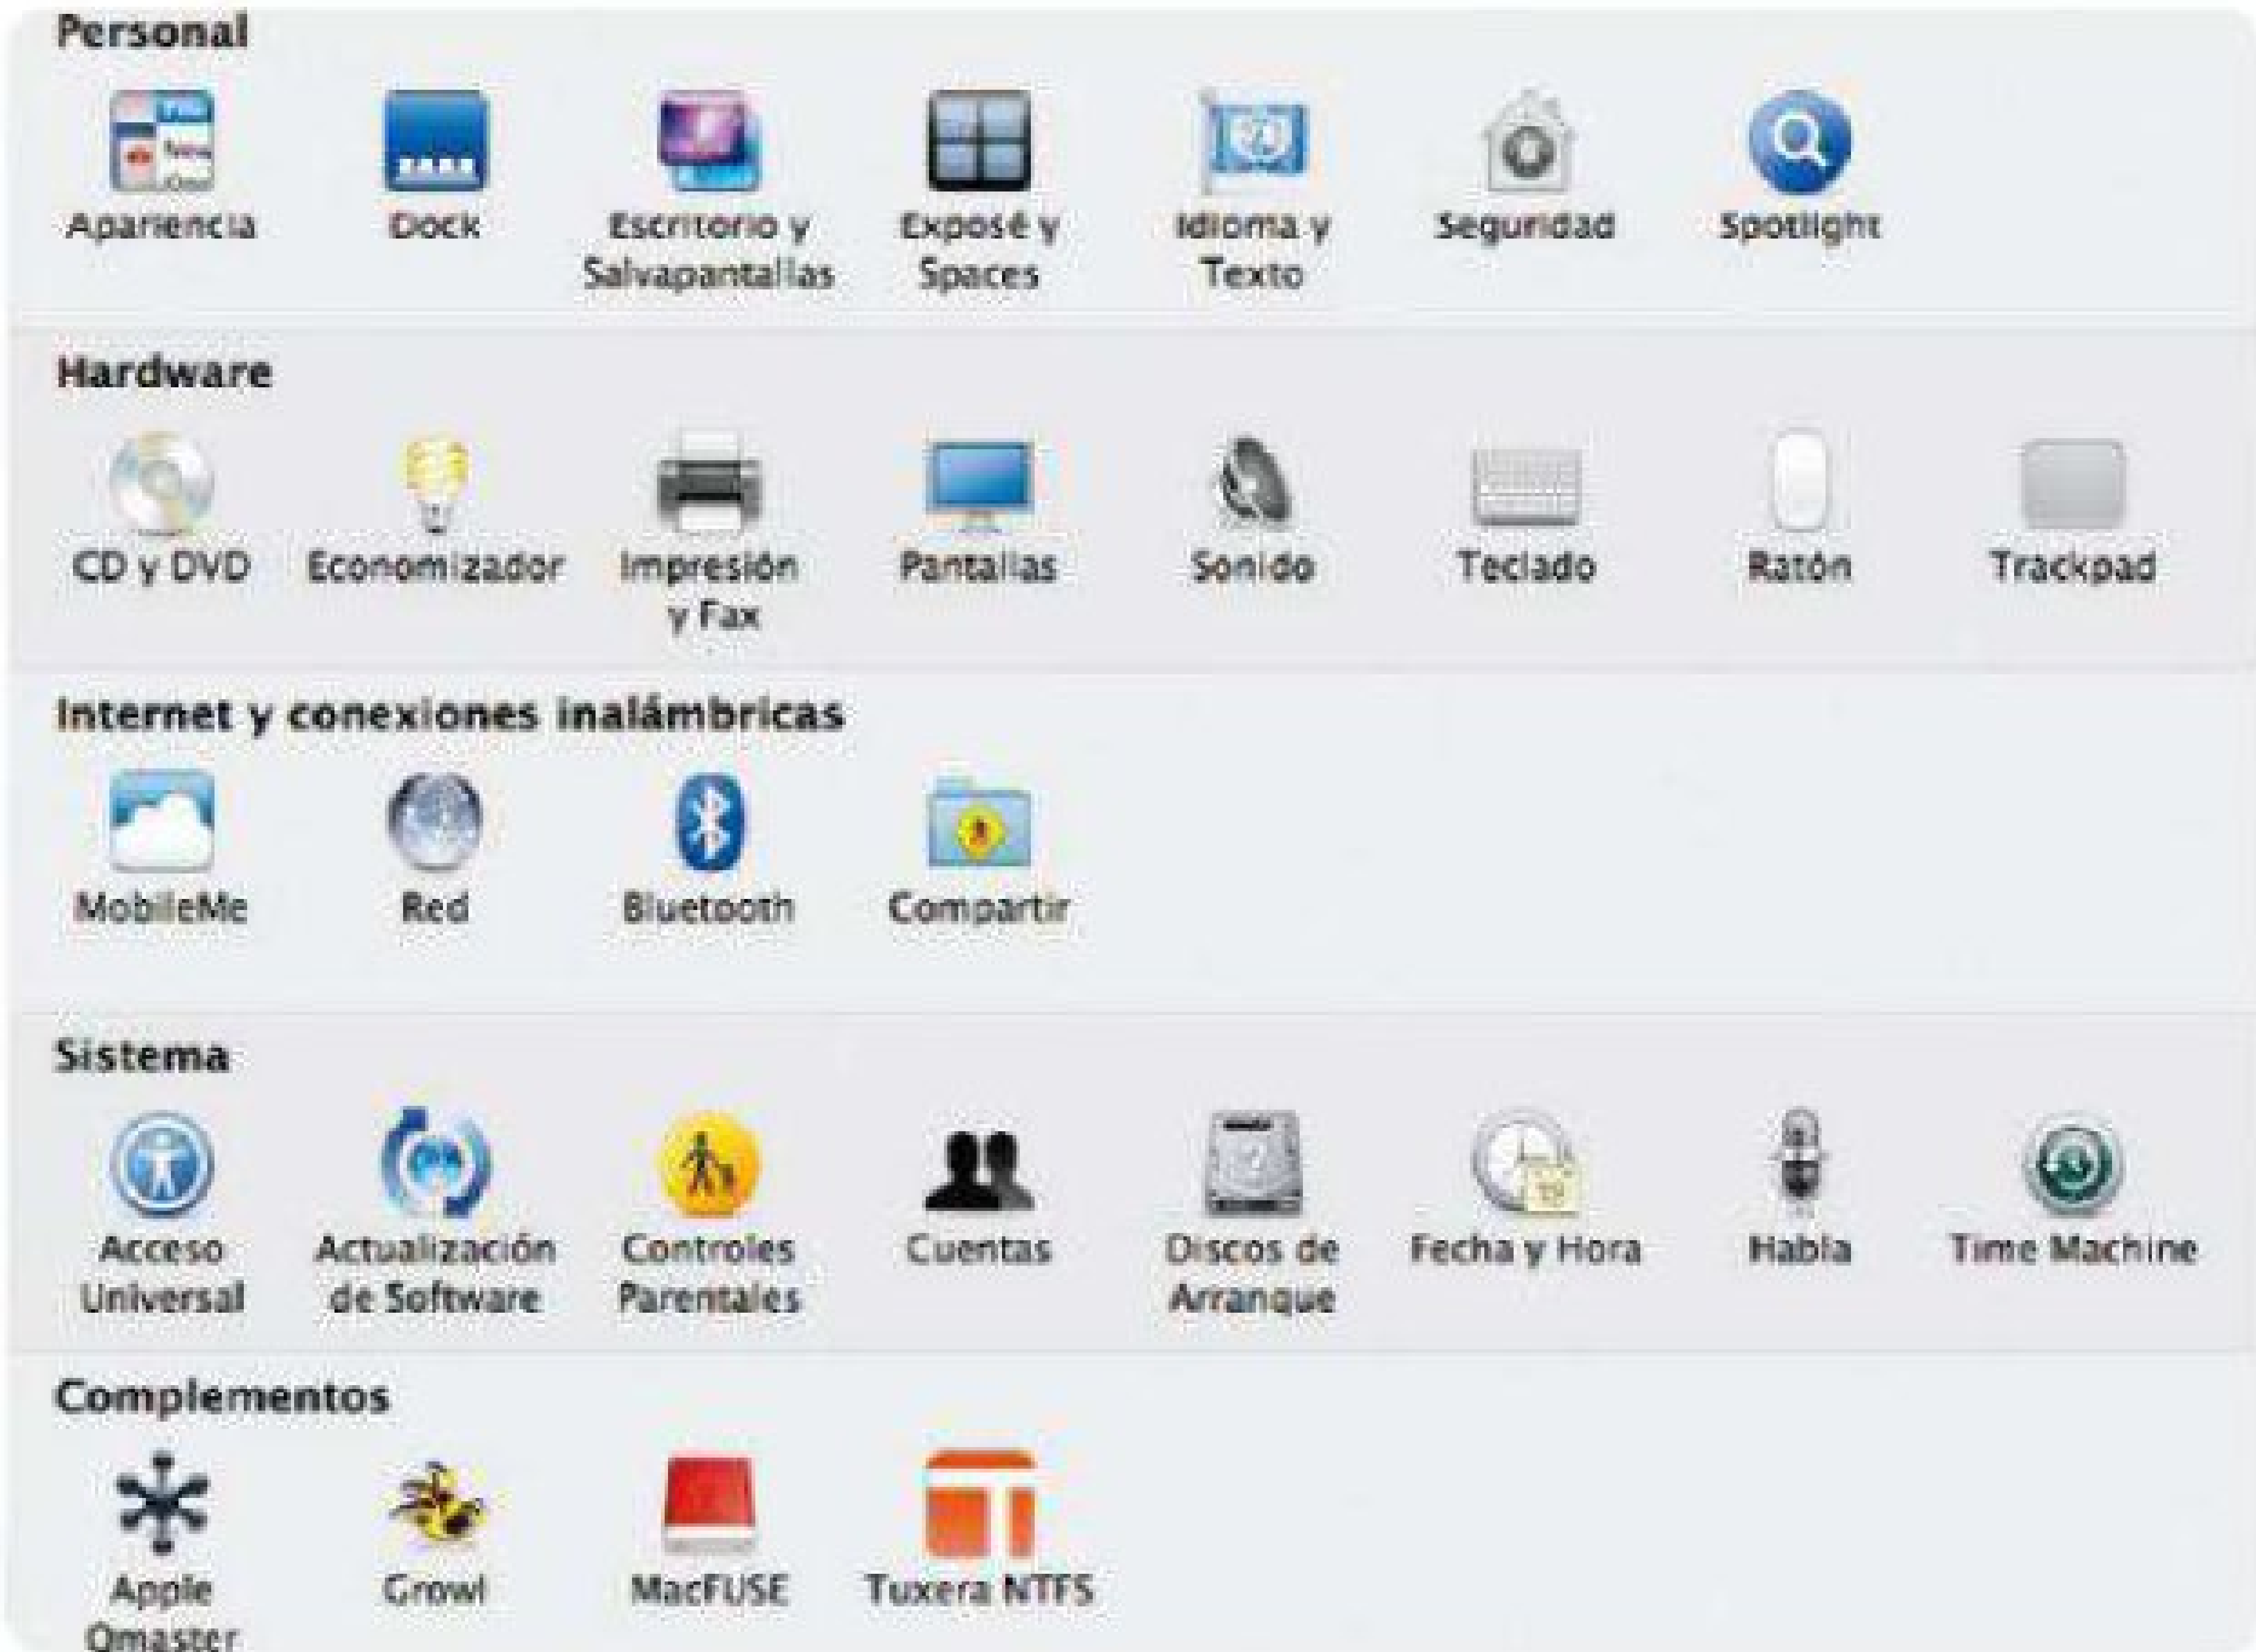 Personal
Apariencia Dock Escritorio y Exposé y Idioma y Seguridad Spotlight
Salvapantallas Spaces Texto
Hardware
CD y DVD Economizador Impresión Pantallas Sonido Teclado Ratón Trackpad
y Fax
Internet y conexiones inalámbricas
MobileMe Red Bluetooth Compartir
Sistema
Acceso Actualización Controles Cuentas Discos de Fecha y Hora Habla Time Machine
Universal de Software Parentales Arranque
Complementos
Apple Growl MacFUSE Tuxera NTFS
Qmaster